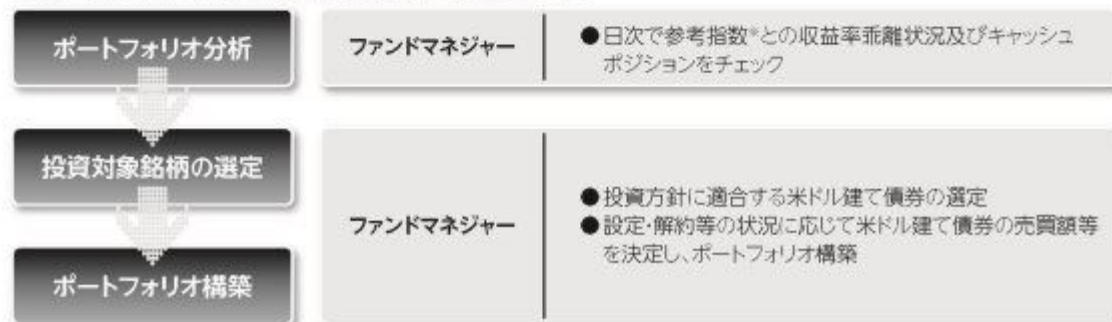 ポートフォリオ分析
ファンドマネジャー
●日次で参考指数*との収益率乖離状況及びキャッシュ
ポジションをチェック
投資対象銘柄の選定
ポートフォリオ構築
ファンドマネジャー
●投資方針に適合する米ドル建て債券の選定
●設定・解約等の状況に応じて米ドル建て債券の売買額等
を決定し、ポートフォリオ構築